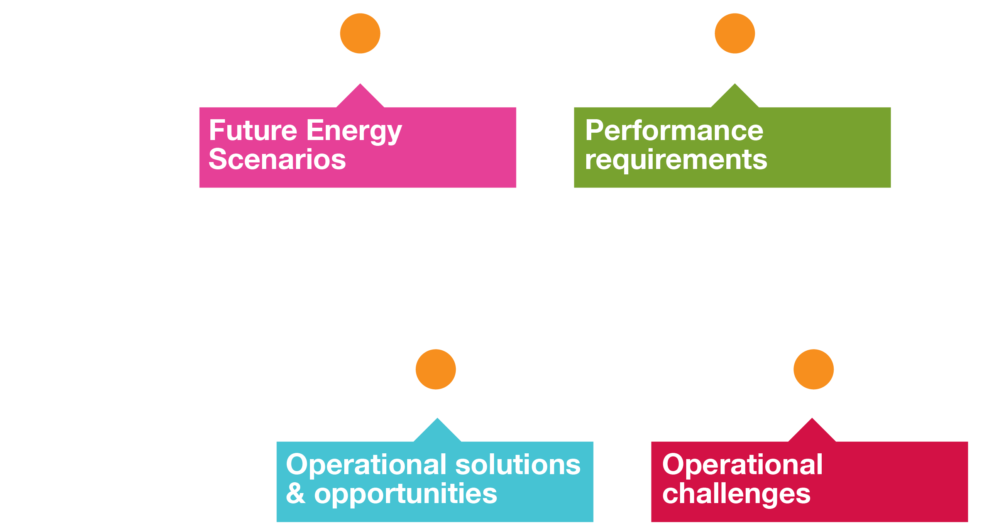 Future Energy
Scenarios
Performance
requirements
Operational solutions
& opportunities
Operational
challenges